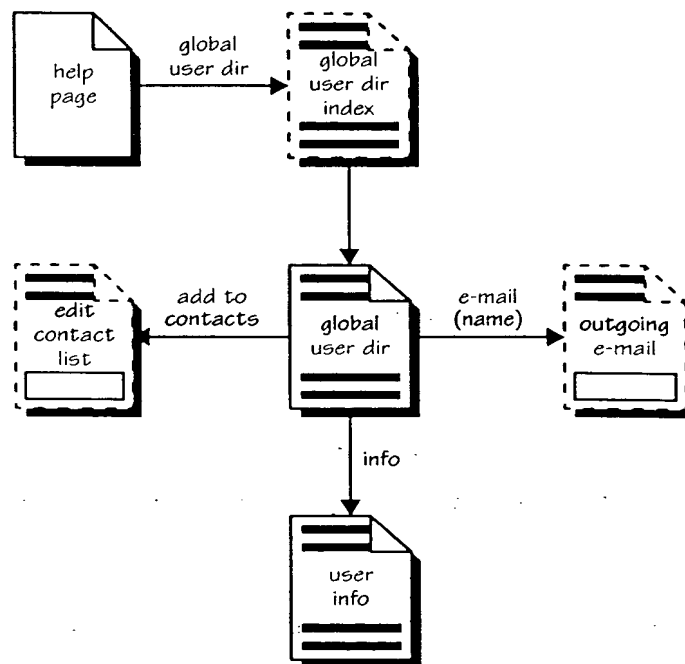 help
page
global
user dir
global
user dir
index
edit
contact
list
add to
contacts
global
user dir
e-mail
(name)
outgoing
e-mail
info
user
info